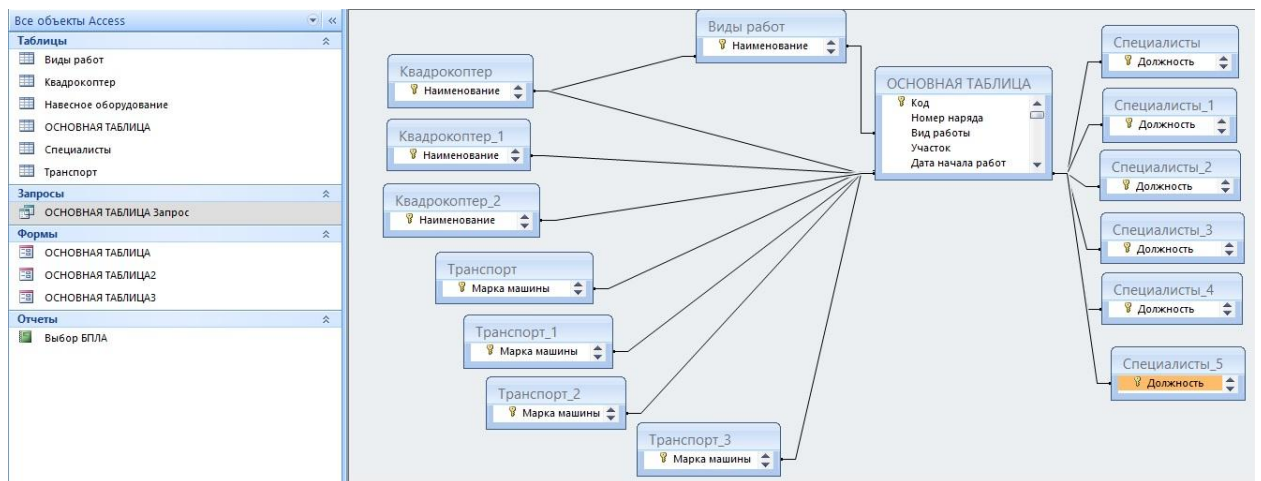 Все объекты Access
Таблицы
Виды работ
Квадрокоптер
Навесное оборудование
ОСНОВНАЯ ТАБЛИЦА
Специалисты
Транспорт
Запросы
ОСНОВНАЯ ТАБЛИЦА Запрос
Формы
ОСНОВНАЯ ТАБЛИЦА
ОСНОВНАЯ ТАБЛИЦА2
ОСНОВНАЯ ТАБЛИЦА3
Отчеты
Выбор БПЛА
Виды работ
Наименование
Квадрокоптер
Наименование
Квадрокоптер_1
Наименование
Квадрокоптер_2
Наименование
Транспорт
Марка машины
Транспорт_1
Марка машины
Транспорт_2
Марка машины
Транспорт_3
Марка машины
ОСНОВНАЯ ТАБЛИЦА
Код
Номер наряда
Вид работы
Участок
Дата начала работ
Специалисты
Должность
Специалисты_1
Должность
Специалисты_2
Должность
Специалисты_3
Должность
Специалисты_4
Должность
Специалисты_5
Должность